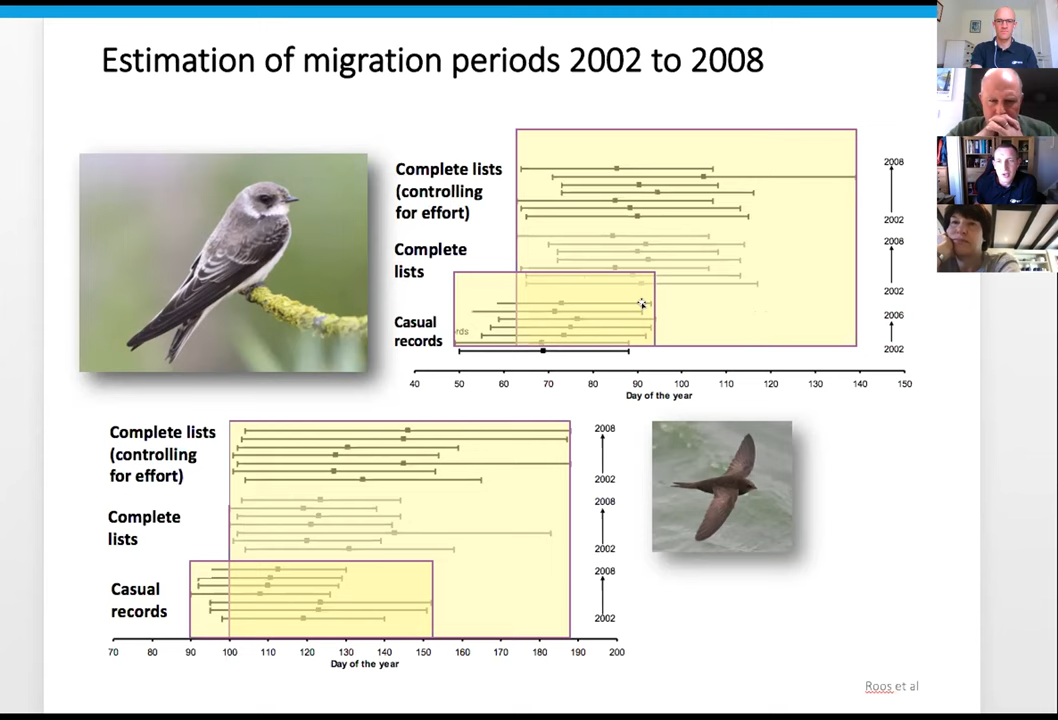 Estimation of migration periods 2002 to 2008
Complete lists
(controlling
for effort)
2008
2002
Complete
lists
2008
2002
Casual
records
rds
2006
2002
40 50 60 70 80 90 100 110 120 130 140 150
Day of the year
Complete lists
(controlling
for effort)
2008
2002
Complete
lists
2008
2002
Casual
records
2008
2002
70 80 90 100 110 120 130 140 150 160 170 180 190 200
Day of the year
Roos et al